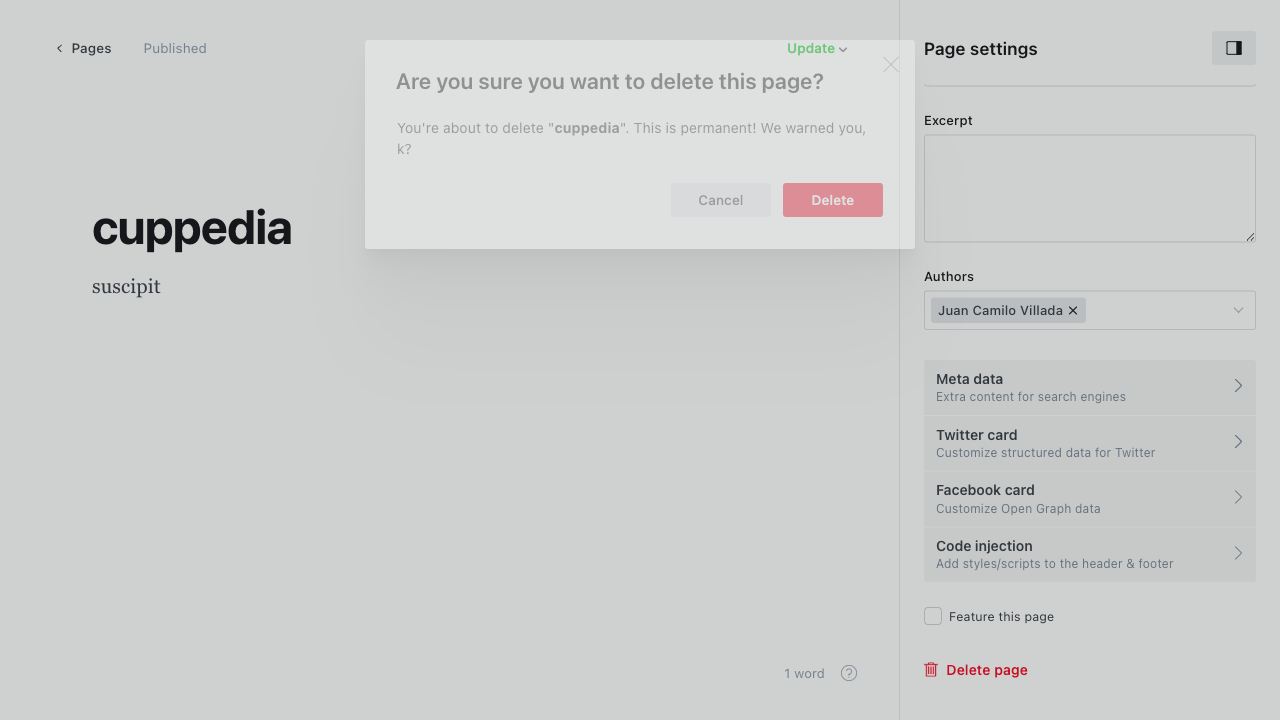 Pages
Published
Update
Are you sure you want to delete this page?
You're about to delete "cuppedia". This is permanent! We warned you,
k?
Cancel
Delete
cuppedia
suscipit
1 word
Page settings
Excerpt
Authors
Juan Camilo Villada
Meta data
Extra content for search engines
Twitter card
Customize structured data for Twitter
Facebook card
Customize Open Graph data
Code injection
Add styles/scripts to the header & footer
Feature this page
Delete page